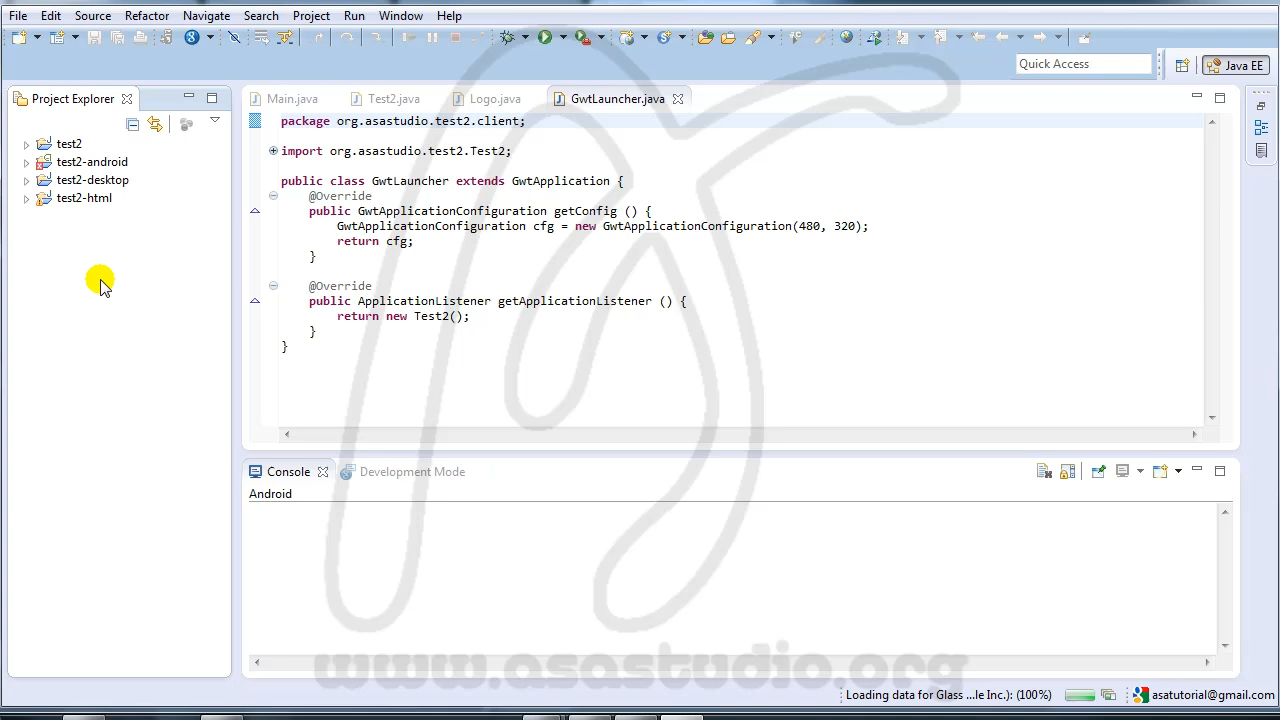 File Edit Source Refactor Navigate Search Project Run Window Help
Quick Access
Java EE
Project Explorer
Main.java
Test2.java
Logo.java
GwtLauncher.java
test2
test2-android
test2-desktop
test2-html
package org.asastudio.test2.client;
import org.asastudio.test2.Test2;
public class GwtLauncher extends GwtApplication {
@Override
public GwtApplicationConfiguration getConfig () {
GwtApplicationConfiguration cfg = new GwtApplicationConfiguration(480, 320);
return cfg;
}
@Override
public ApplicationListener getApplicationListener () {
return new Test2();
}
}
Console
Development Mode
Android
www.asastudio.org
Loading data for Glass ...le Inc.): (100%)
asatutorial@gmail.com